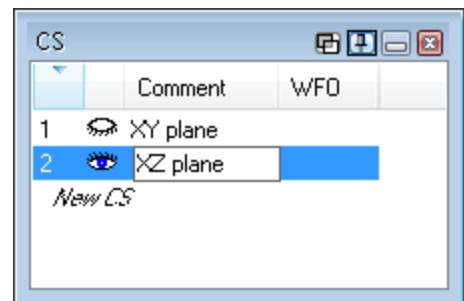 CS
Comment WFO
1 XY plane
2 XZ plane
New CS